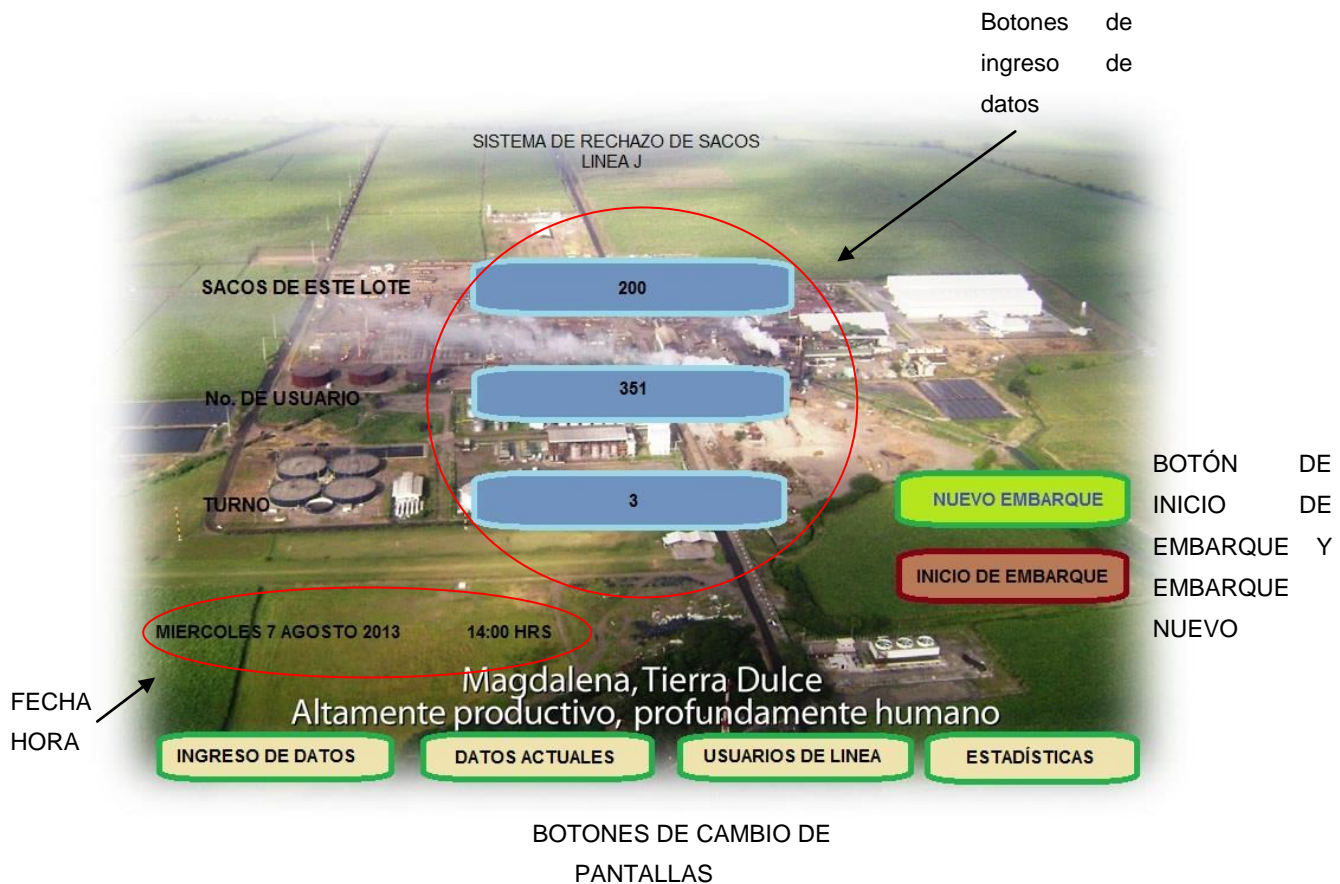 Botones de
ingreso de
datos
SISTEMA DE RECHAZO DE SACOS
LINEA J
SACOS DE ESTE LOTE
200
No. DE USUARIO
351
TURNO
3
NUEVO EMBARQUE
INICIO DE EMBARQUE
BOTÓN DE
INICIO DE
EMBARQUE Y
EMBARQUE
NUEVO
MIERCOLES 7 AGOSTO 2013 14:00 HRS
FECHA
HORA
Magdalena, Tierra Dulce
Altamente productivo, profundamente humano
INGRESO DE DATOS
DATOS ACTUALES
USUARIOS DE LINEA
ESTADÍSTICAS
BOTONES DE CAMBIO DE
PANTALLAS